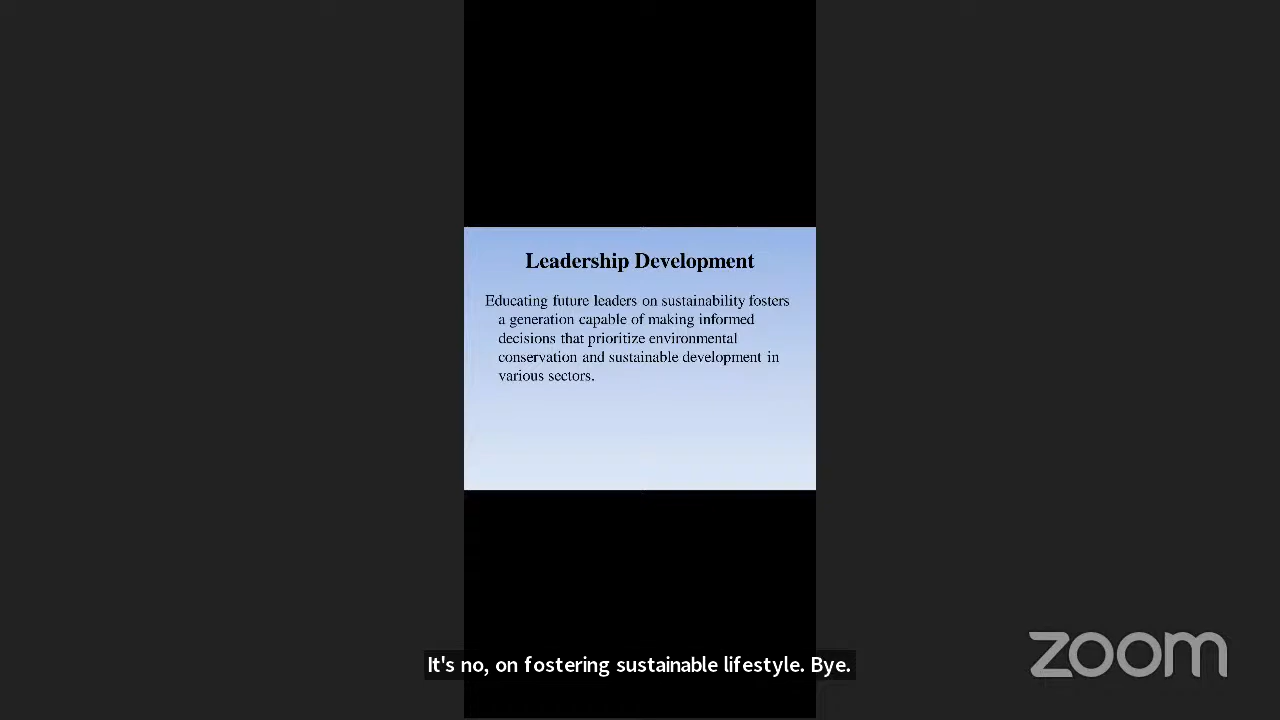 Leadership Development
Educating future leaders on sustainability fosters
a generation capable of making informed
decisions that prioritize environmental
conservation and sustainable development in
various sectors.
It's no, on fostering sustainable lifestyle. Bye.
zoom